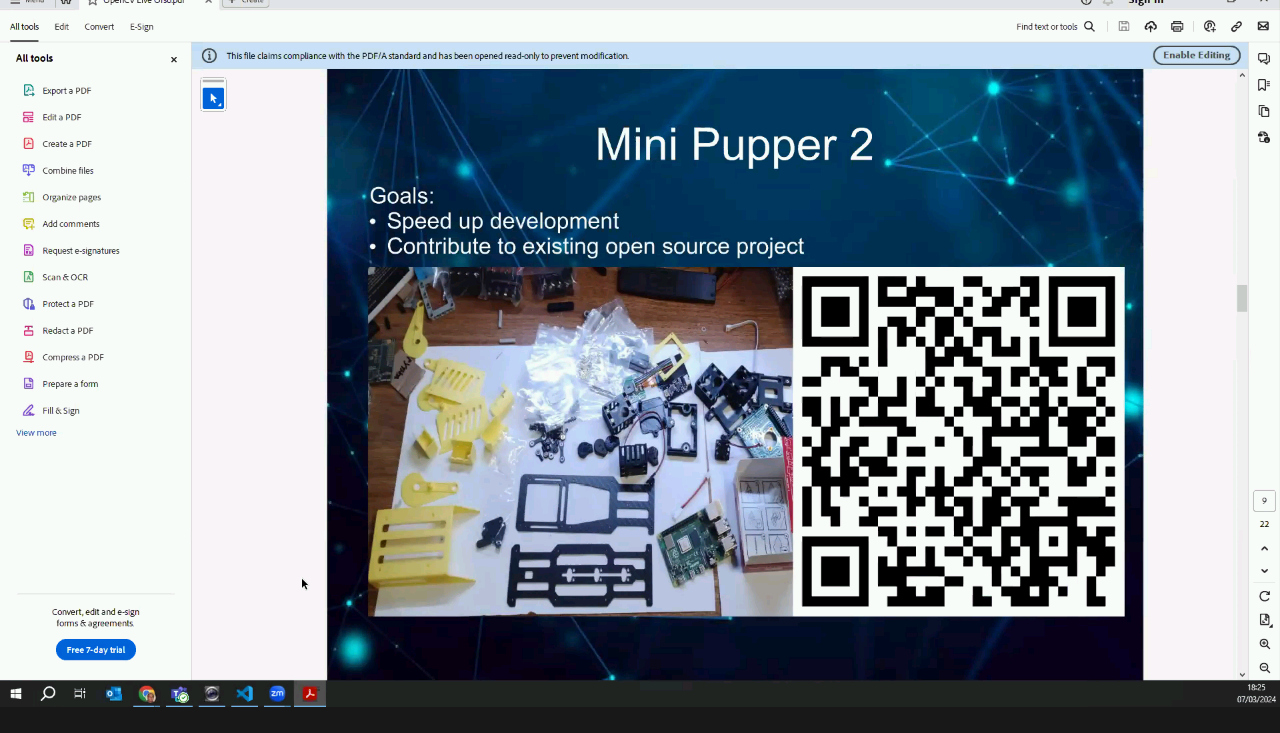 Menu
OpenCV Live Orsd.pdf
Create
Sign in
All tools
Edit
Convert
E-Sign
Find text or tools
All tools
This file claims compliance with the PDF/A standard and has been opened read-only to prevent modification.
Enable Editing
Export a PDF
Edit a PDF
Create a PDF
Combine files
Organize pages
Add comments
Request e-signatures
Scan & OCR
Protect a PDF
Redact a PDF
Compress a PDF
Prepare a form
Fill & Sign
View more
Convert, edit and e-sign
forms & agreements.
Free 7-day trial
Mini Pupper 2
Goals:
• Speed up development
• Contribute to existing open source project
9
22
zm
18:25
07/03/2024